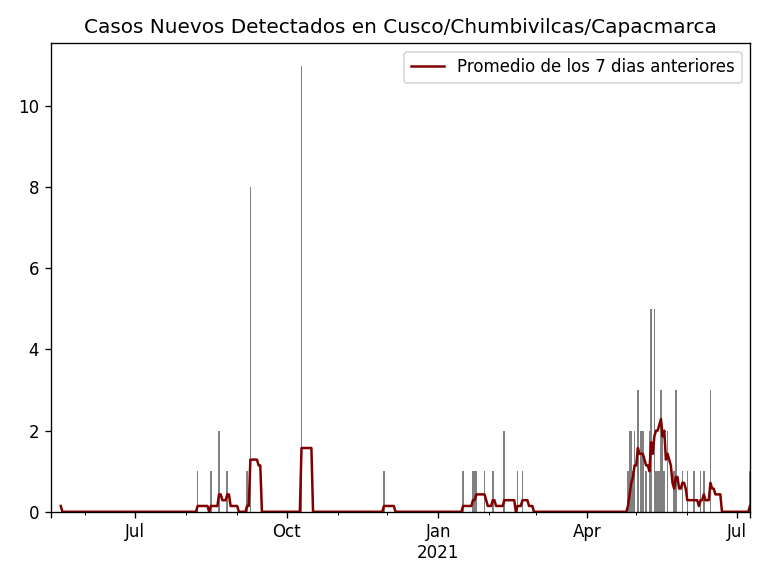 Casos Nuevos Detectados en Cusco/Chumbivilcas/Capacmarca
Promedio de los 7 dias anteriores
10
8
6
4
2
0
Jul
Oct
Jan
2021
Apr
Jul